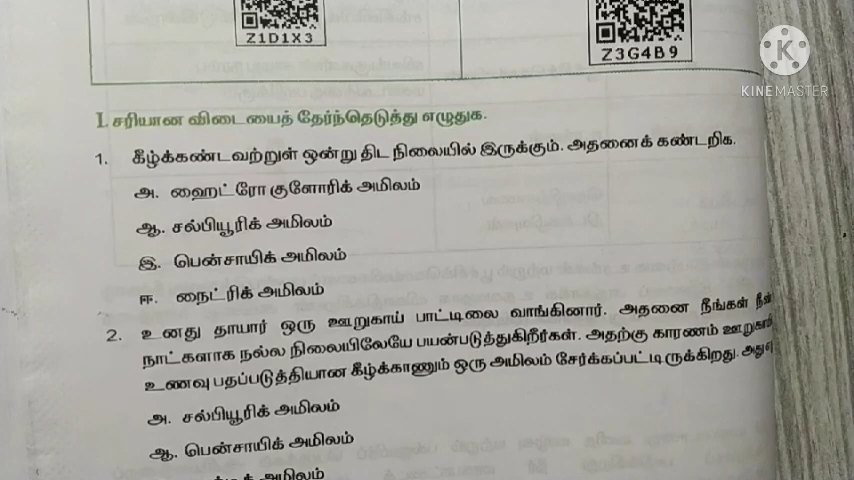 Z1D1X3
Z3G4B9
KINEMASTER
I. சரியான விடையைத் தேர்ந்தெடுத்து எழுதுக.
1. கீழ்க்கண்டவற்றுள் ஒன்று திட நிலையில் இருக்கும். அதனைக் கண்டறிக.
அ. ஹைட்ரோ குளோரிக் அமிலம்
ஆ. சல்பியூரிக் அமிலம்
இ. பென்சாயிக் அமிலம்
ஈ. நைட்ரிக் அமிலம்
2. உனது தாயார் ஒரு ஊறுகாய் பாட்டிலை வாங்கினார். அதனை நீங்கள் நீண்
நாட்களாக நல்ல நிலையிலேயே பயன்படுத்துகிறீர்கள். அதற்கு காரணம்
உணவு பதப்படுத்தியான கீழ்க்காணும் ஒரு அமிலம் சேர்க்கப்பட்டிருக்கிறது.
அ. சல்பியூரிக் அமிலம்
ஆ. பென்சாயிக் அமிலம்
அமிலம்